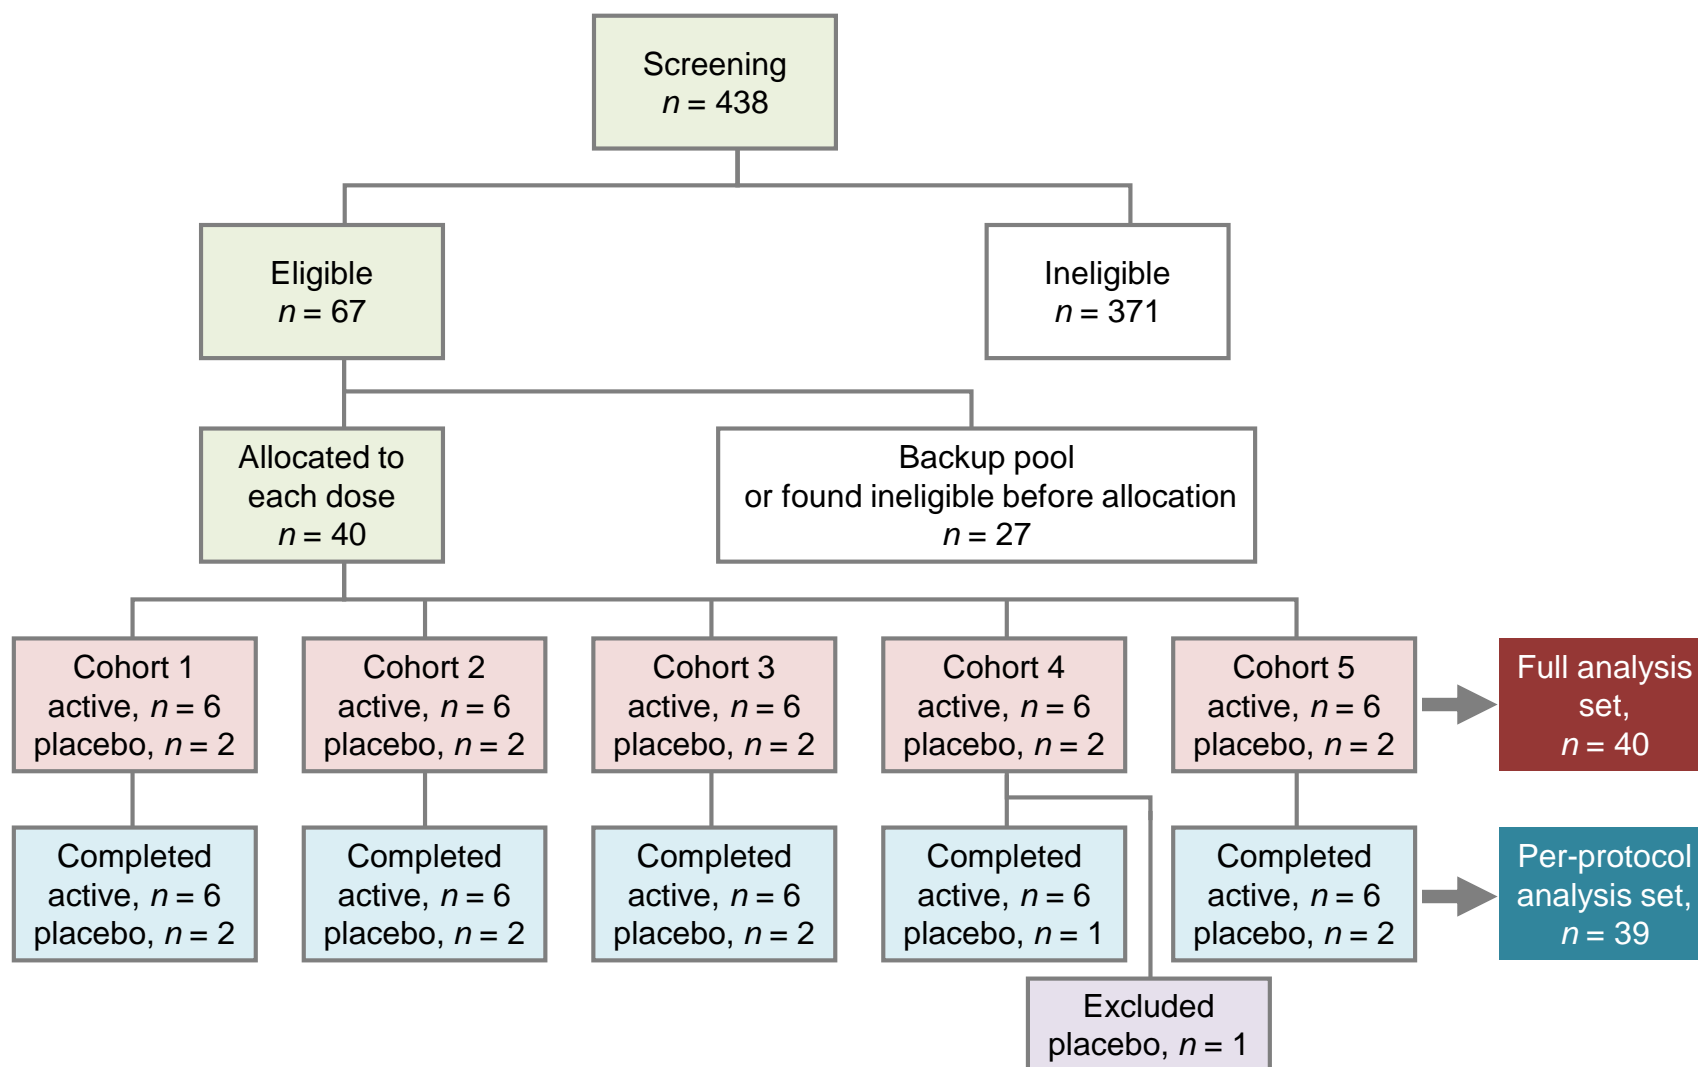 Screening
n = 438
Eligible
n = 67
Ineligible
n = 371
Allocated to
each dose
n = 40
Backup pool
or found ineligible before allocation
n = 27
Cohort 1
active, n = 6
placebo, n = 2
Cohort 2
active, n = 6
placebo, n = 2
Cohort 3
active, n = 6
placebo, n = 2
Cohort 4
active, n = 6
placebo, n = 2
Cohort 5
active, n = 6
placebo, n = 2
Full analysis
set,
n = 40
Completed
active, n = 6
placebo, n = 2
Completed
active, n = 6
placebo, n = 2
Completed
active, n = 6
placebo, n = 2
Completed
active, n = 6
placebo, n = 1
Completed
active, n = 6
placebo, n = 2
Per-protocol
analysis set,
n = 39
Excluded
placebo, n = 1